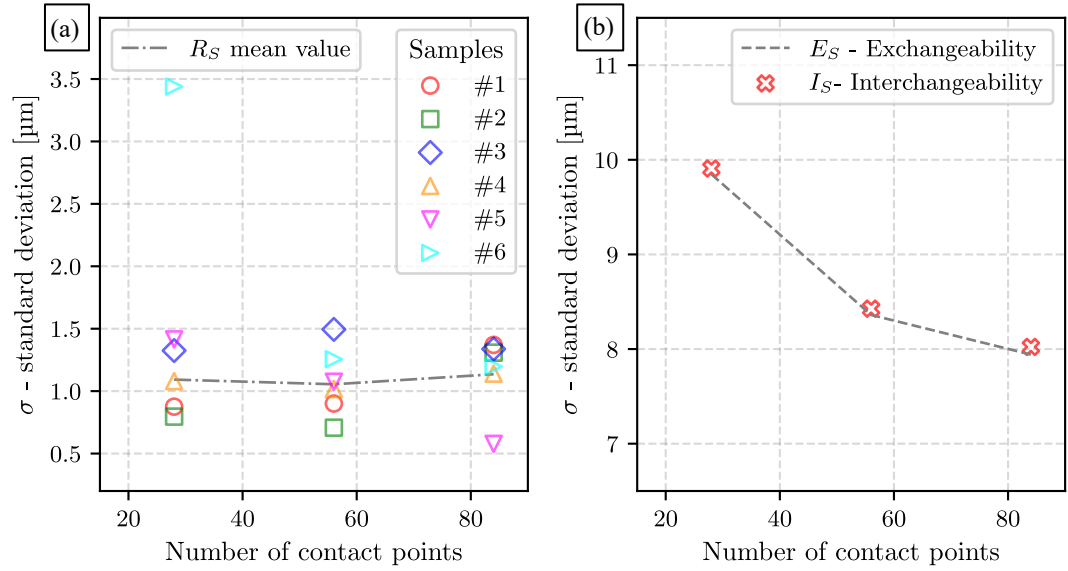 (a)
R_S mean value
Samples
#1
#2
#3
#4
#5
#6
σ - standard deviation [µm]
3.5
3.0
2.5
2.0
1.5
1.0
0.5
20 40 60 80
Number of contact points
(b)
E_S - Exchangeability
I_S- Interchangeability
σ - standard deviation [µm]
11
10
9
8
7
20 40 60 80
Number of contact points